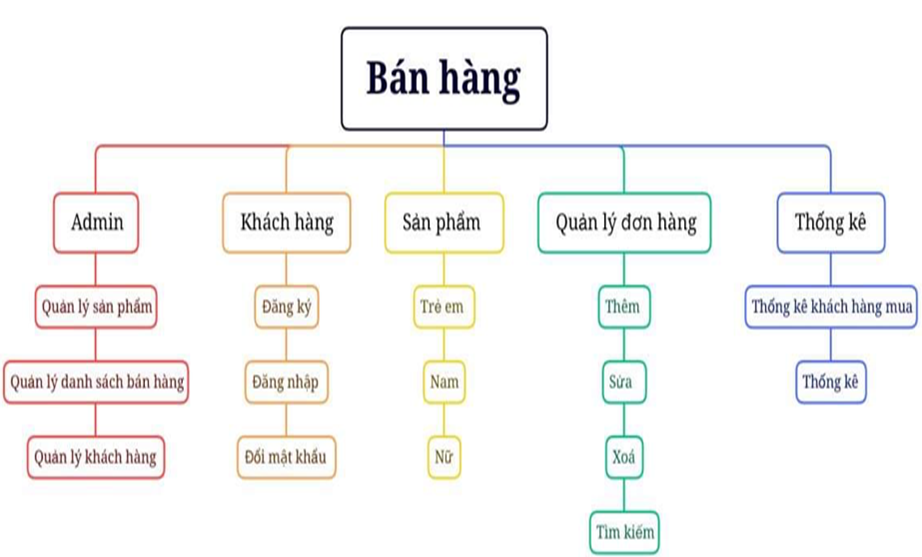 Bán hàng
Admin
Khách hàng
Sản phẩm
Quản lý đơn hàng
Thống kê
Quản lý sản phẩm
Đăng ký
Trẻ em
Thêm
Thống kê khách hàng mua
Quản lý danh sách bán hàng
Đăng nhập
Nam
Sửa
Thống kê
Quản lý khách hàng
Đổi mật khẩu
Nữ
Xoá
Tìm kiếm